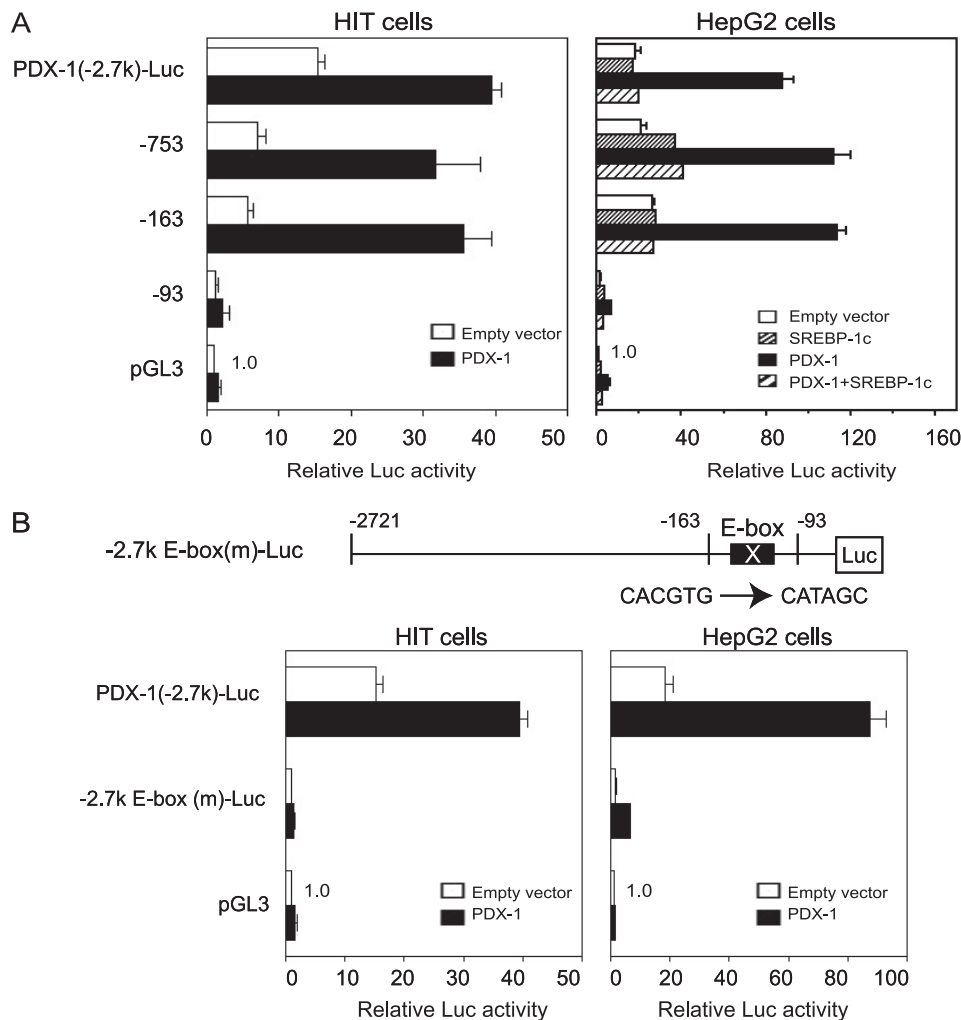 A
HIT cells
HepG2 cells
PDX-1(-2.7k)-Luc
-753
-163
-93
pGL3
1.0
Empty vector
PDX-1
0 10 20 30 40 50
Relative Luc activity
1.0
Empty vector
SREBP-1c
PDX-1
PDX-1+SREBP-1c
0 40 80 120 160
Relative Luc activity
B
-2.7k E-box(m)-Luc
-2721
-163
E-box
-93
X
Luc
CACGTG → CATAGC
HIT cells
HepG2 cells
PDX-1(-2.7k)-Luc
-2.7k E-box (m)-Luc
pGL3
1.0
Empty vector
PDX-1
0 10 20 30 40 50
Relative Luc activity
1.0
Empty vector
PDX-1
0 20 40 60 80 100
Relative Luc activity